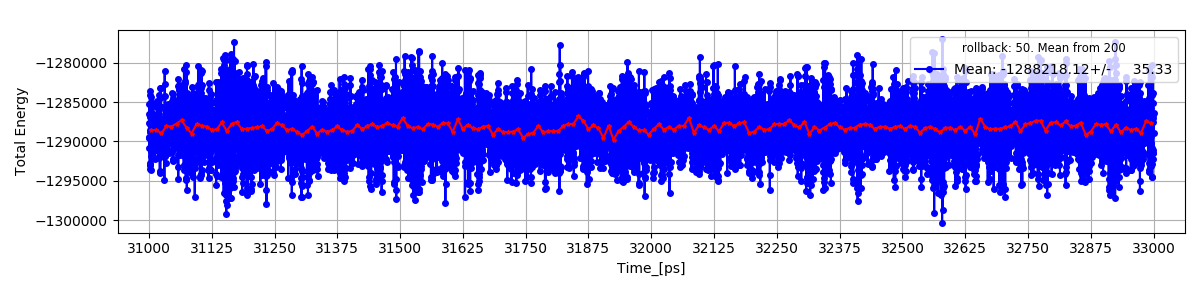 Total Energy
−1280000
−1285000
−1290000
−1295000
−1300000
rollback: 50. Mean from 200
Mean: -1288218.12+/- 35.33
31000 31125 31250 31375 31500 31625 31750 31875 32000 32125 32250 32375 32500 32625 32750 32875 33000
Time_[ps]